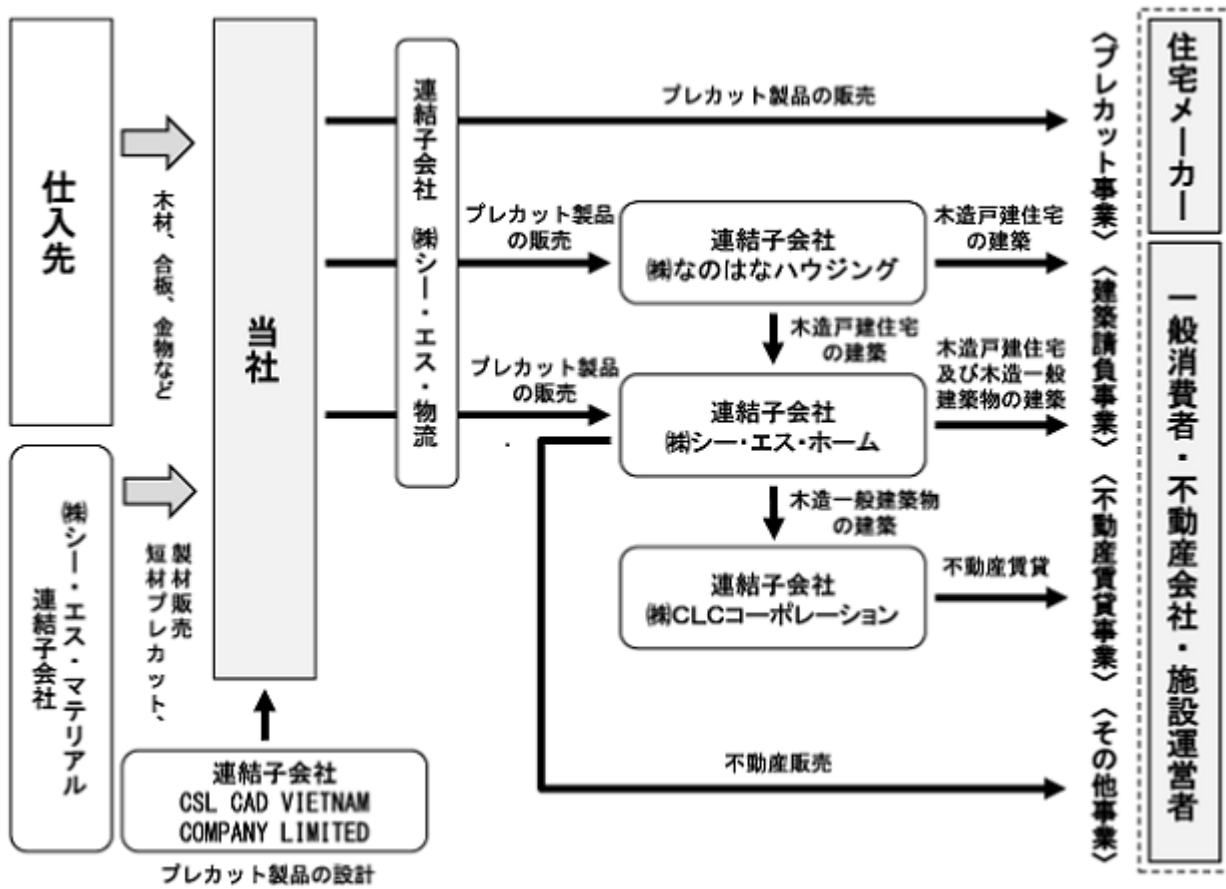 仕入先
木材、合板、金物など
連結子会社
㈱シー・エス・マテリアル
短材プレカット、
製材販売
当社
連結子会社
CSL CAD VIETNAM
COMPANY LIMITED
プレカット製品の設計
連結子会社　㈱シー・エス・物流
プレカット製品の販売
プレカット製品
の販売
連結子会社
㈱なのはなハウジング
木造戸建住宅
の建築
木造戸建住宅
の建築
プレカット製品
の販売
連結子会社
㈱シー・エス・ホーム
木造戸建住宅
及び木造一般
建築物の建築
木造一般建築物
の建築
連結子会社
㈱CLCコーポレーション
不動産賃貸
不動産販売
〈プレカット事業〉
〈建築請負事業〉
〈不動産賃貸事業〉
〈その他事業〉
住宅メーカー
一般消費者・不動産会社・施設運営者